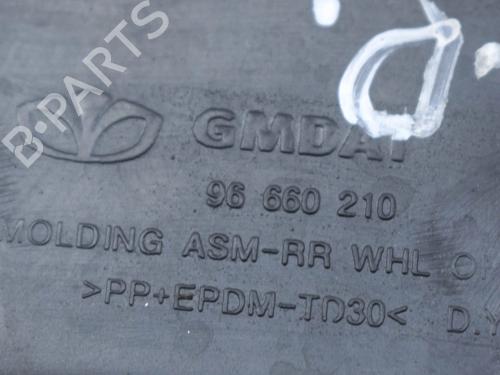 B·PARTS
GMDAT
96 660 210
MOLDING ASM-RR WHL
>PP+EPDM-TD30<